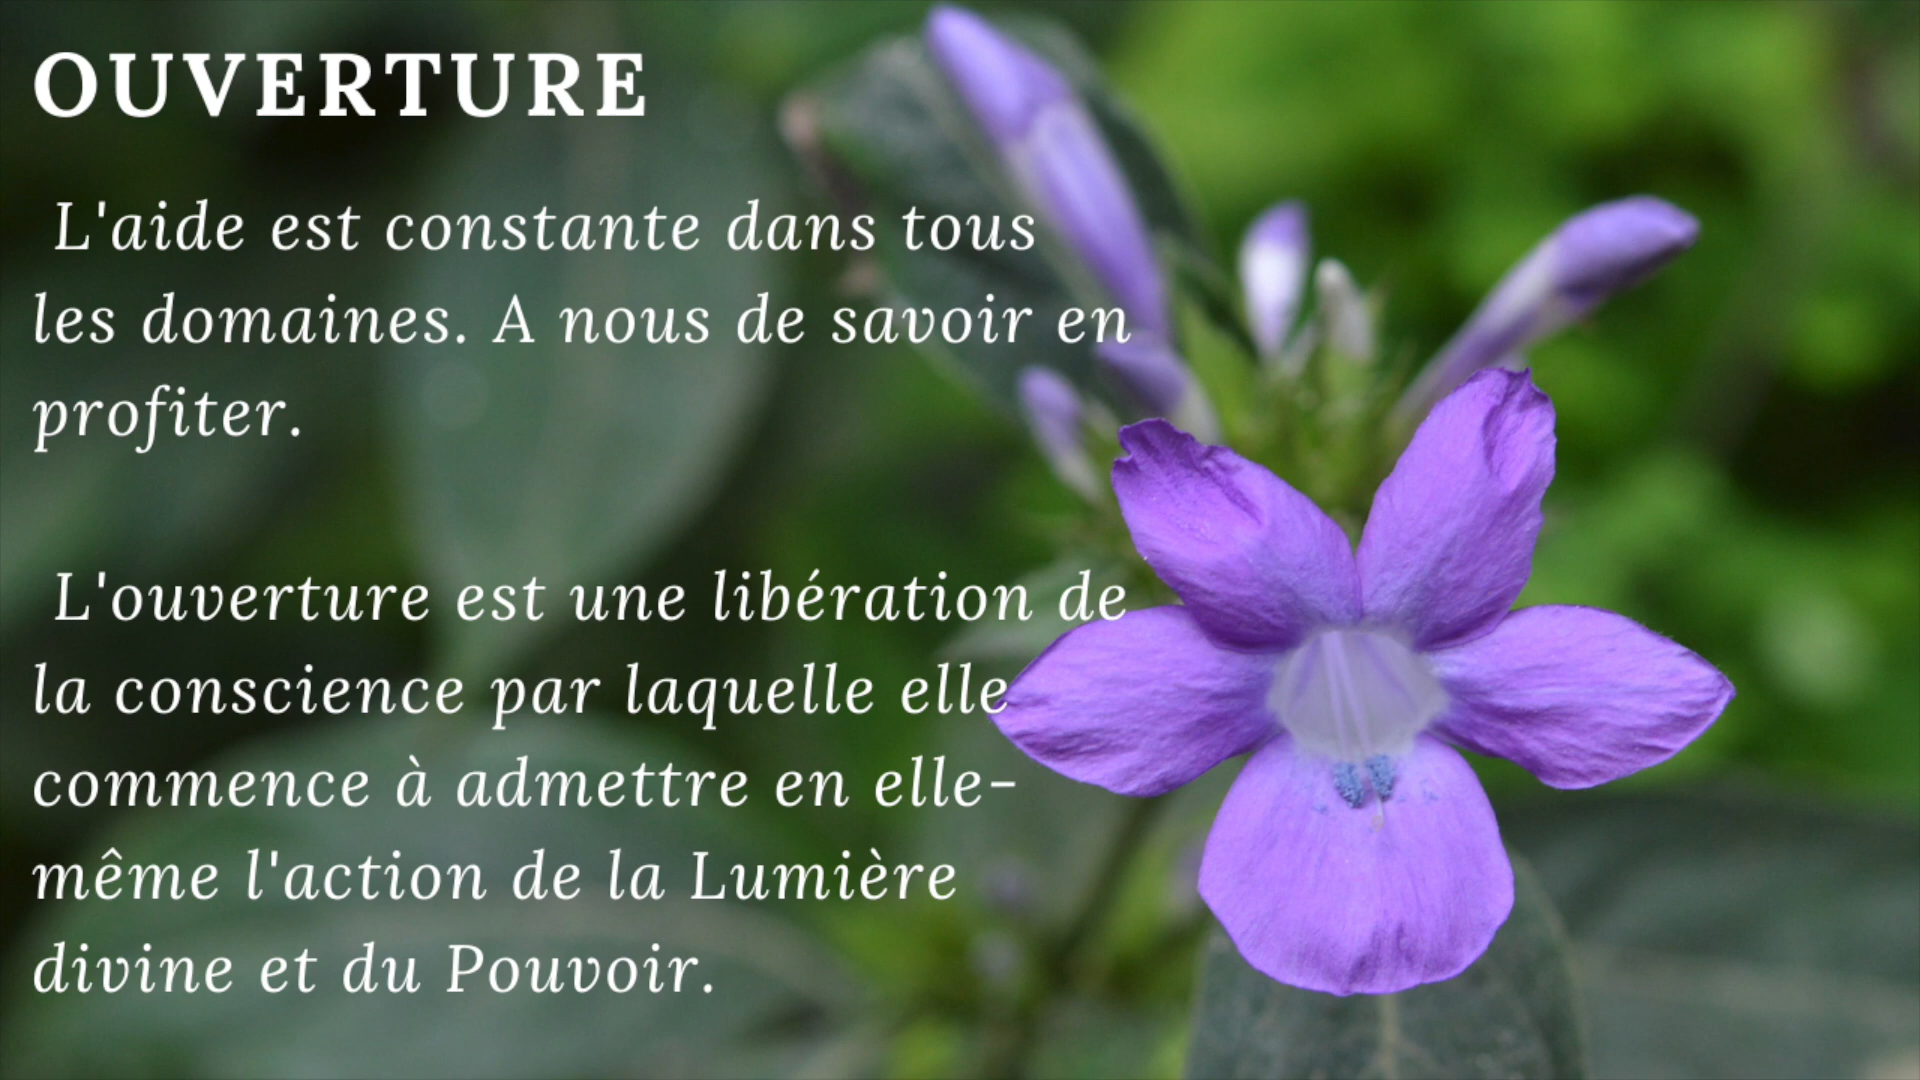 OUVERTURE
L'aide est constante dans tous
les domaines. A nous de savoir en
profiter.
L'ouverture est une libération de
la conscience par laquelle elle
commence à admettre en elle-
même l'action de la Lumière
divine et du Pouvoir.